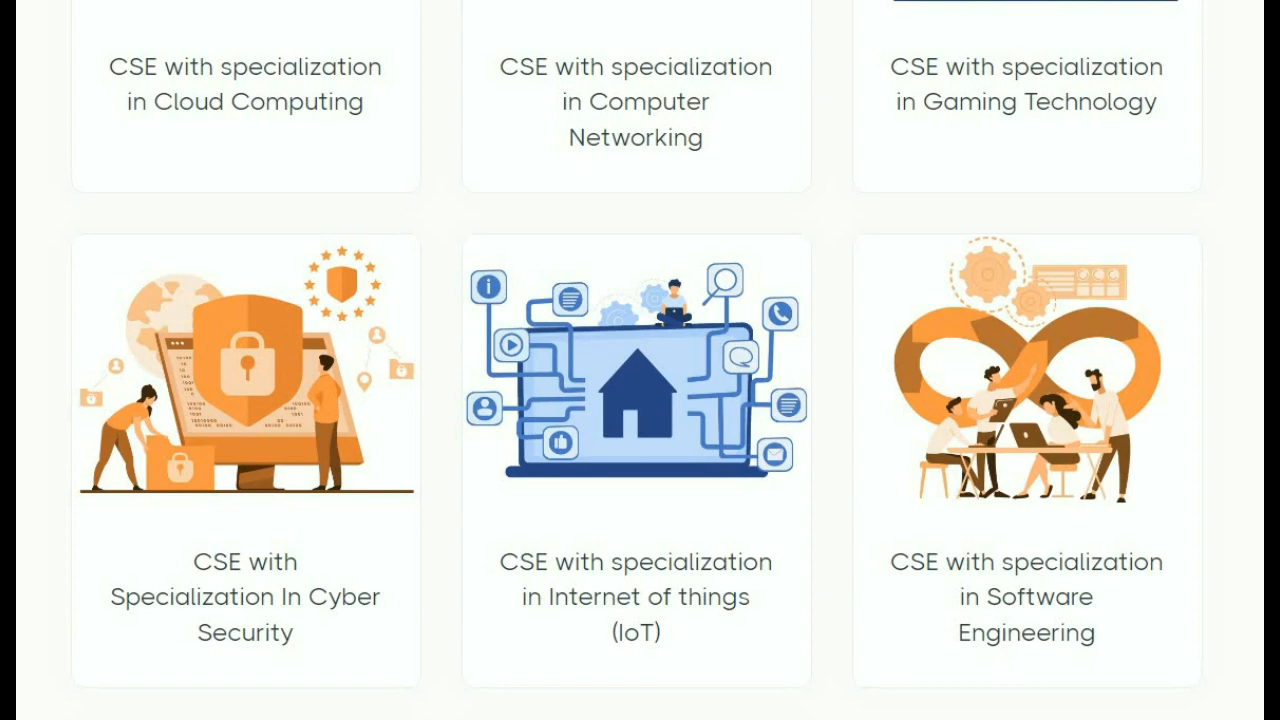 CSE with specialization
in Cloud Computing
CSE with specialization
in Computer
Networking
CSE with specialization
in Gaming Technology
CSE with
Specialization In Cyber
Security
CSE with specialization
in Internet of things
(IoT)
CSE with specialization
in Software
Engineering